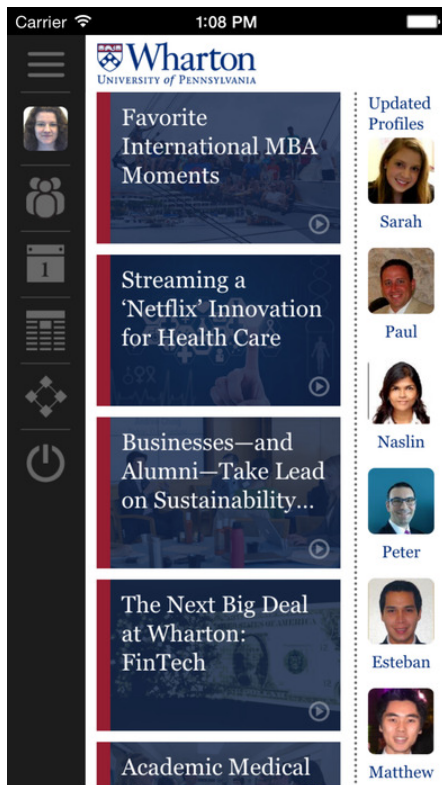 Carrier 1:08 PM
Wharton
UNIVERSITY of PENNSYLVANIA
1
Favorite
International MBA
Moments
Streaming a
‘Netflix’ Innovation
for Health Care
Businesses—and
Alumni—Take Lead
on Sustainability...
The Next Big Deal
at Wharton:
FinTech
Academic Medical
Updated
Profiles
Sarah
Paul
Naslin
Peter
Esteban
Matthew